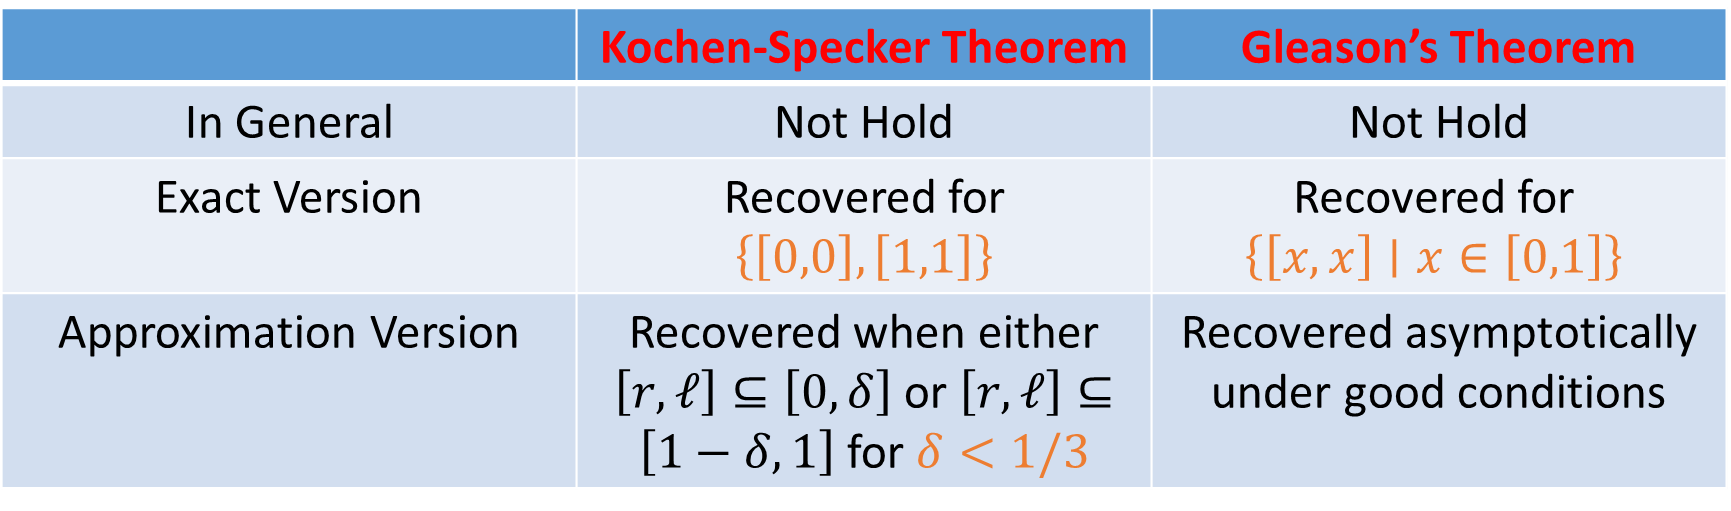 Kochen-Specker Theorem
Gleason’s Theorem
In General
Not Hold
Not Hold
Exact Version
Recovered for
{[0,0], [1,1]}
Recovered for
{[𝑥, 𝑥] ∣ 𝑥 ∈ [0,1]}
Approximation Version
Recovered when either
[𝑟, ℓ] ⊆ [0, 𝛿] or [𝑟, ℓ] ⊆
[1 − 𝛿, 1] for 𝛿 < 1/3
Recovered asymptotically
under good conditions